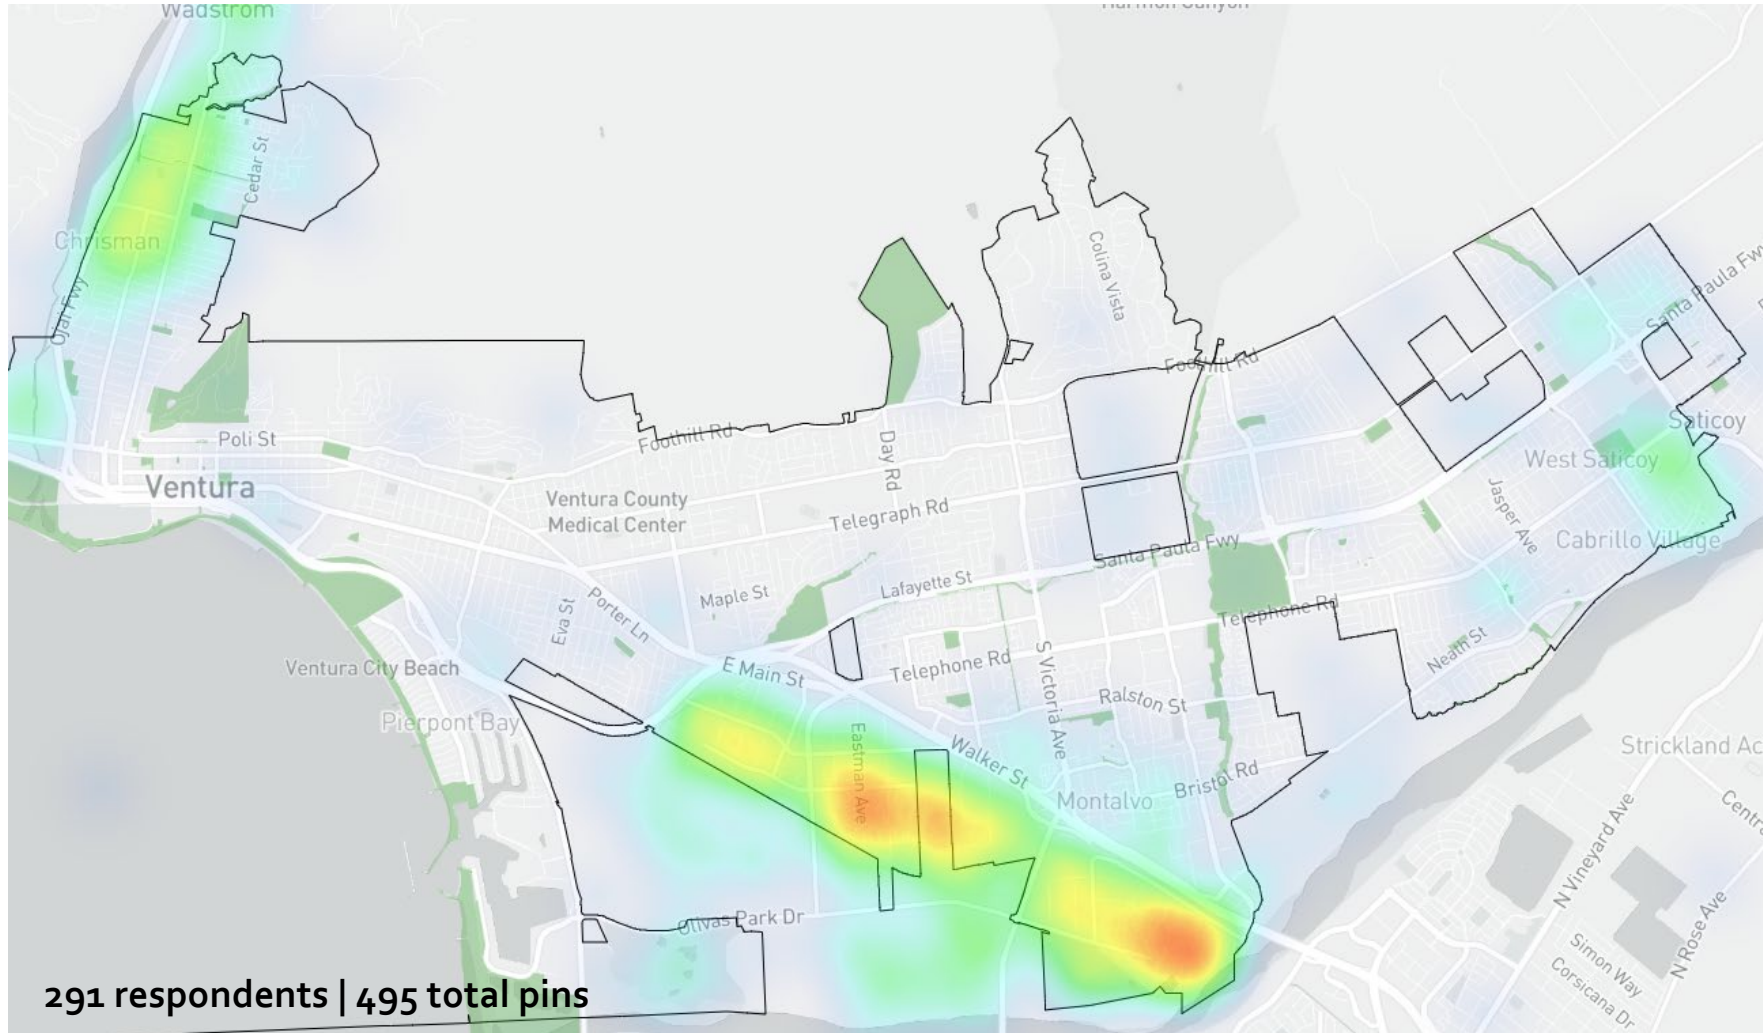 Wadstrom
Harmon Canyon
Cedar St
Chrisman
Ojai Fwy
Colina Vista
Santa Paula Fwy
Foothill Rd
Saticoy
Poli St
Foothill Rd
Day Rd
West Saticoy
Ventura
Ventura County
Medical Center
Telegraph Rd
Jasper Ave
Santa Paula Fwy
Cabrillo Village
Lafayette St
Maple St
Eva St
Porter Ln
Telephone Rd
Neath St
Ventura City Beach
E Main St
Telephone Rd
S Victoria Ave
Ralston St
Pierpont Bay
Eastman Ave
Walker St
Bristol Rd
Strickland Ac
Montalvo
N Vineyard Ave
Centra
Olivas Park Dr
N Rose Ave
Simon Way
Corsicana Dr
291 respondents | 495 total pins